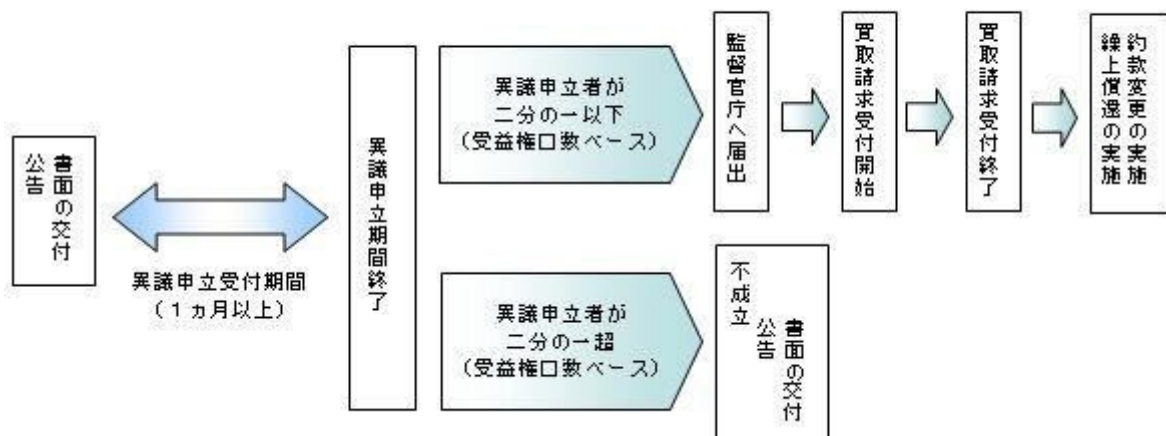 書面の交付
公告
異議申立受付期間
（１ヵ月以上）
異議申立期間終了
異議申立者が
二分の一以下
（受益権口数ベース）
監督官庁へ届出
買取請求受付開始
買取請求受付終了
約款変更の実施
繰上償還の実施
異議申立者が
二分の一超
（受益権口数ベース）
不成立
書面の交付
公告